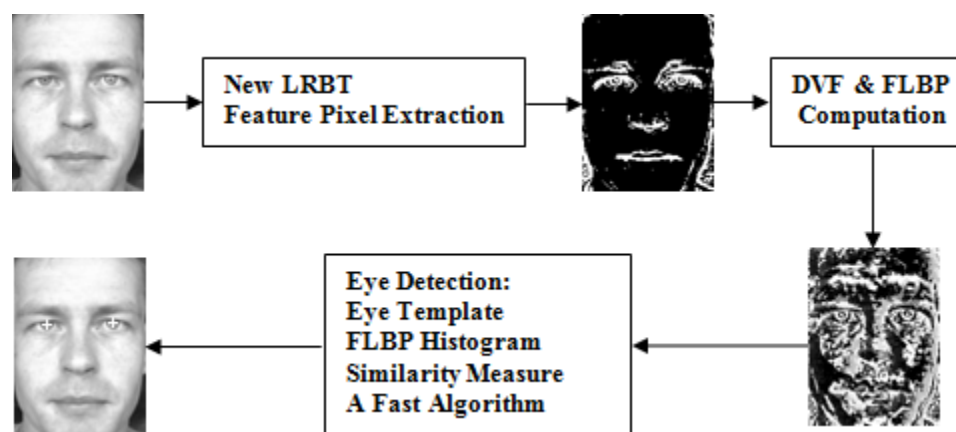 New LRBT
Feature Pixel Extraction
DVF & FLBP
Computation
Eye Detection:
Eye Template
FLBP Histogram
Similarity Measure
A Fast Algorithm